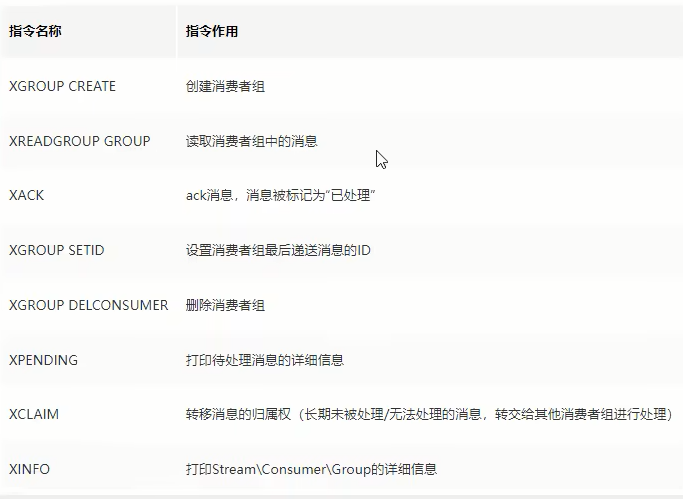 指令名称 指令作用
XGROUP CREATE 创建消费者组
XREADGROUP GROUP 读取消费者组中的消息
XACK ack消息，消息被标记为“已处理”
XGROUP SETID 设置消费者组最后递送消息的ID
XGROUP DELCONSUMER 删除消费者组
XPENDING 打印待处理消息的详细信息
XCLAIM 转移消息的归属权（长期未被处理/无法处理的消息，转交给其他消费者组进行处理）
XINFO 打印Stream\Consumer\Group的详细信息